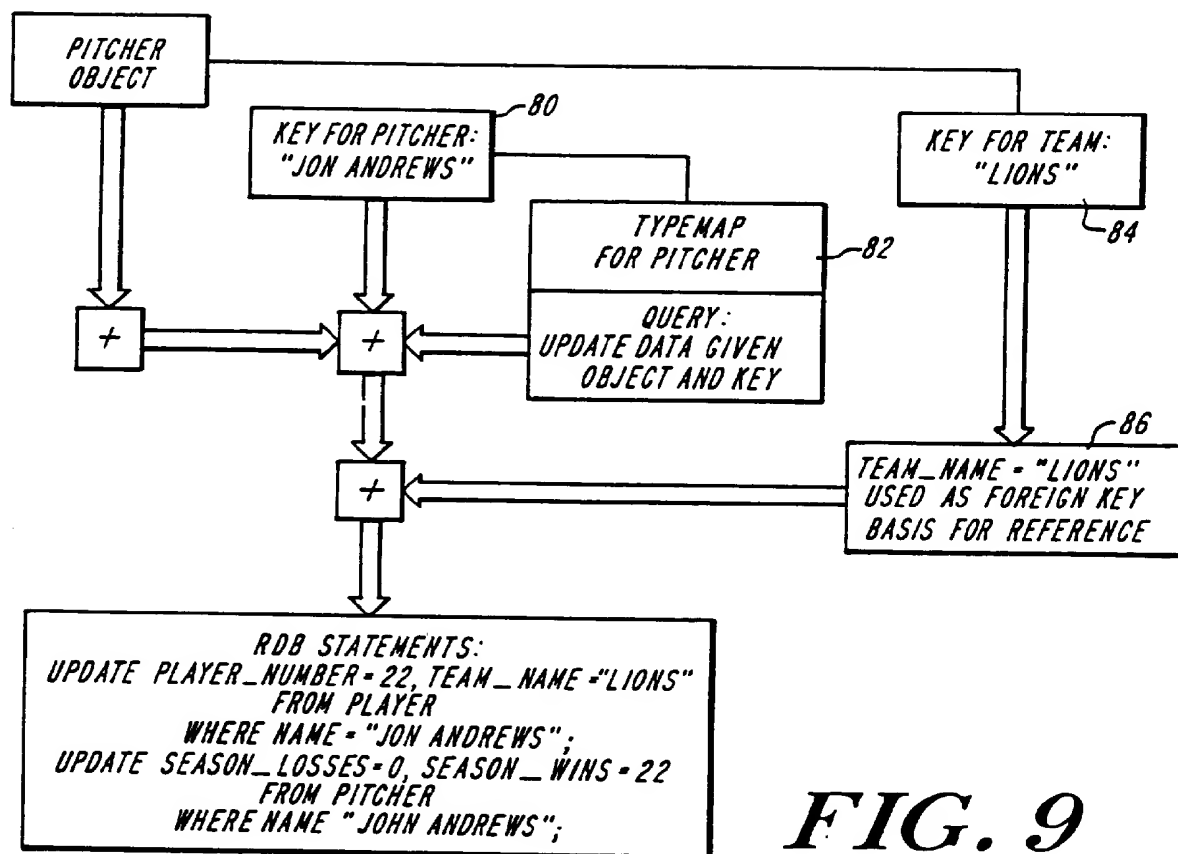 PITCHER
OBJECT
80
KEY FOR PITCHER:
"JON ANDREWS"
KEY FOR TEAM:
"LIONS"
84
TYPEMAP
FOR PITCHER
82
QUERY:
UPDATE DATA GIVEN
OBJECT AND KEY
+
+
86
TEAM_NAME = "LIONS"
USED AS FOREIGN KEY
BASIS FOR REFERENCE
+
RDB STATEMENTS:
UPDATE PLAYER_NUMBER = 22, TEAM_NAME ="LIONS"
FROM PLAYER
WHERE NAME = "JON ANDREWS";
UPDATE SEASON_LOSSES=0, SEASON_WINS = 22
FROM PITCHER
WHERE NAME "JOHN ANDREWS";
FIG. 9